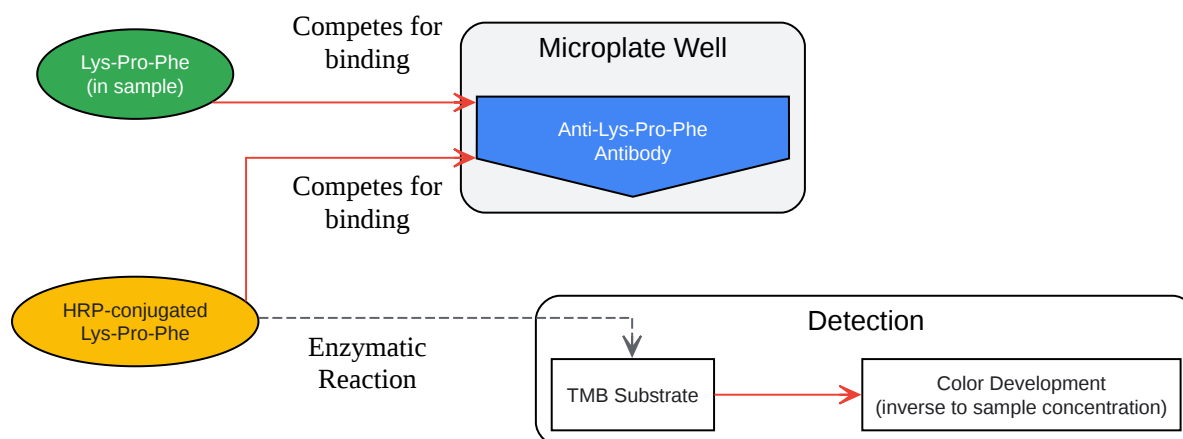 Competes for
binding
Microplate Well
Lys-Pro-Phe
(in sample)
Anti-Lys-Pro-Phe
Antibody
Competes for
binding
HRP-conjugated
Lys-Pro-Phe
Enzymatic
Reaction
Detection
TMB Substrate
Color Development
(inverse to sample concentration)